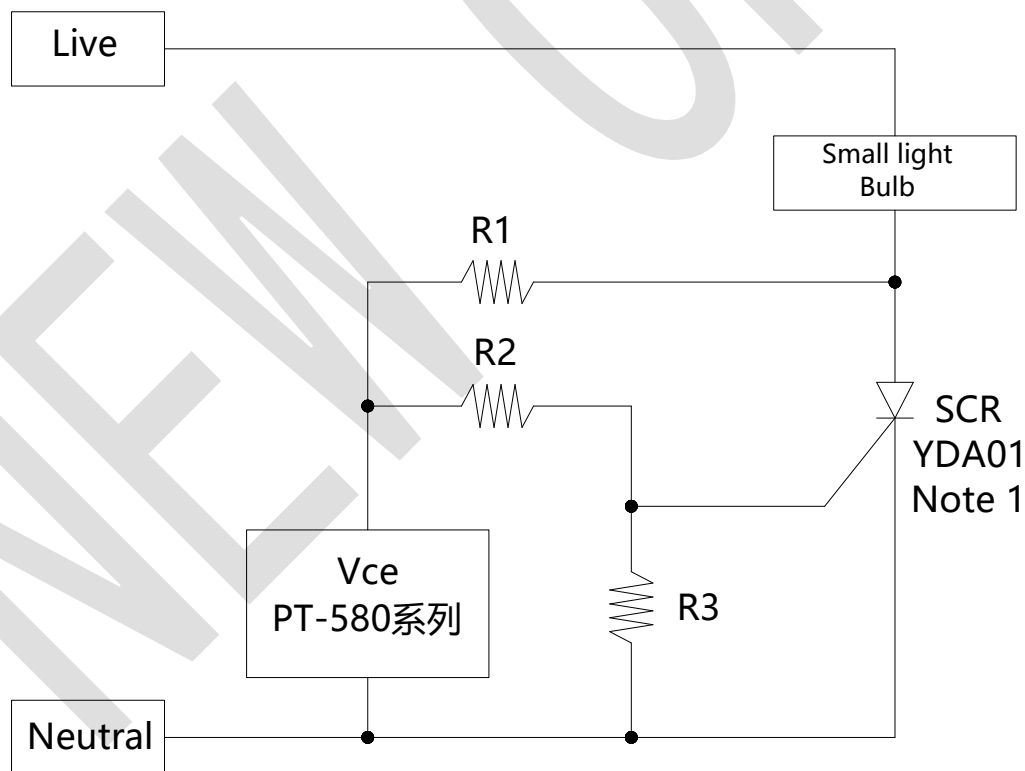 Live
Small light
Bulb
R1
R2
SCR
YDA01
Note 1
Vce
PT-580系列
R3
Neutral